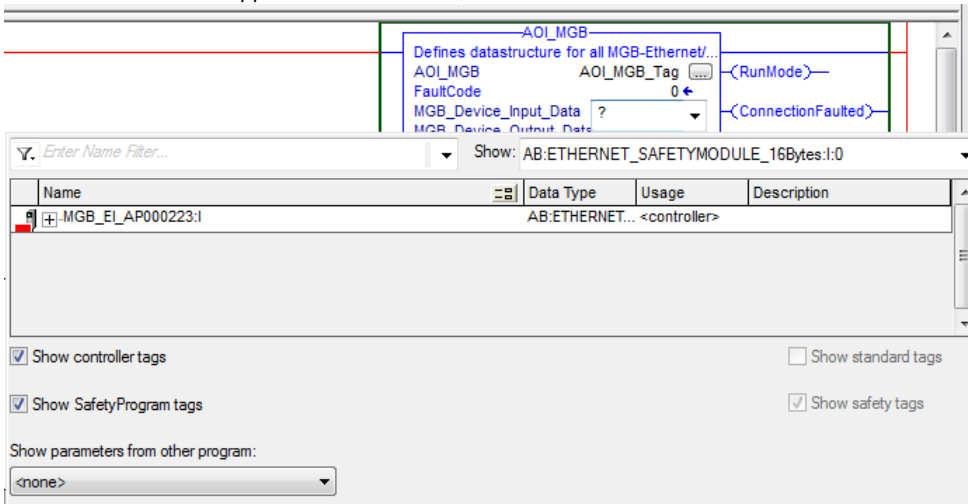 AOI_MGB
Defines datastructure for all MGB-Ethernet/...
AOI_MGB AOI_MGB_Tag ... (RunMode)
FaultCode 0
MGB_Device_Input_Data ? (ConnectionFaulted)
MGB_Device_Output_Data
Enter Name Filter... Show: AB:ETHERNET_SAFETYMODULE_16Bytes:I:0
Name Data Type Usage Description
MGB_EI_AP000223:I AB:ETHERNET... <controller>
Show controller tags Show standard tags
Show SafetyProgram tags Show safety tags
Show parameters from other program:
<none>